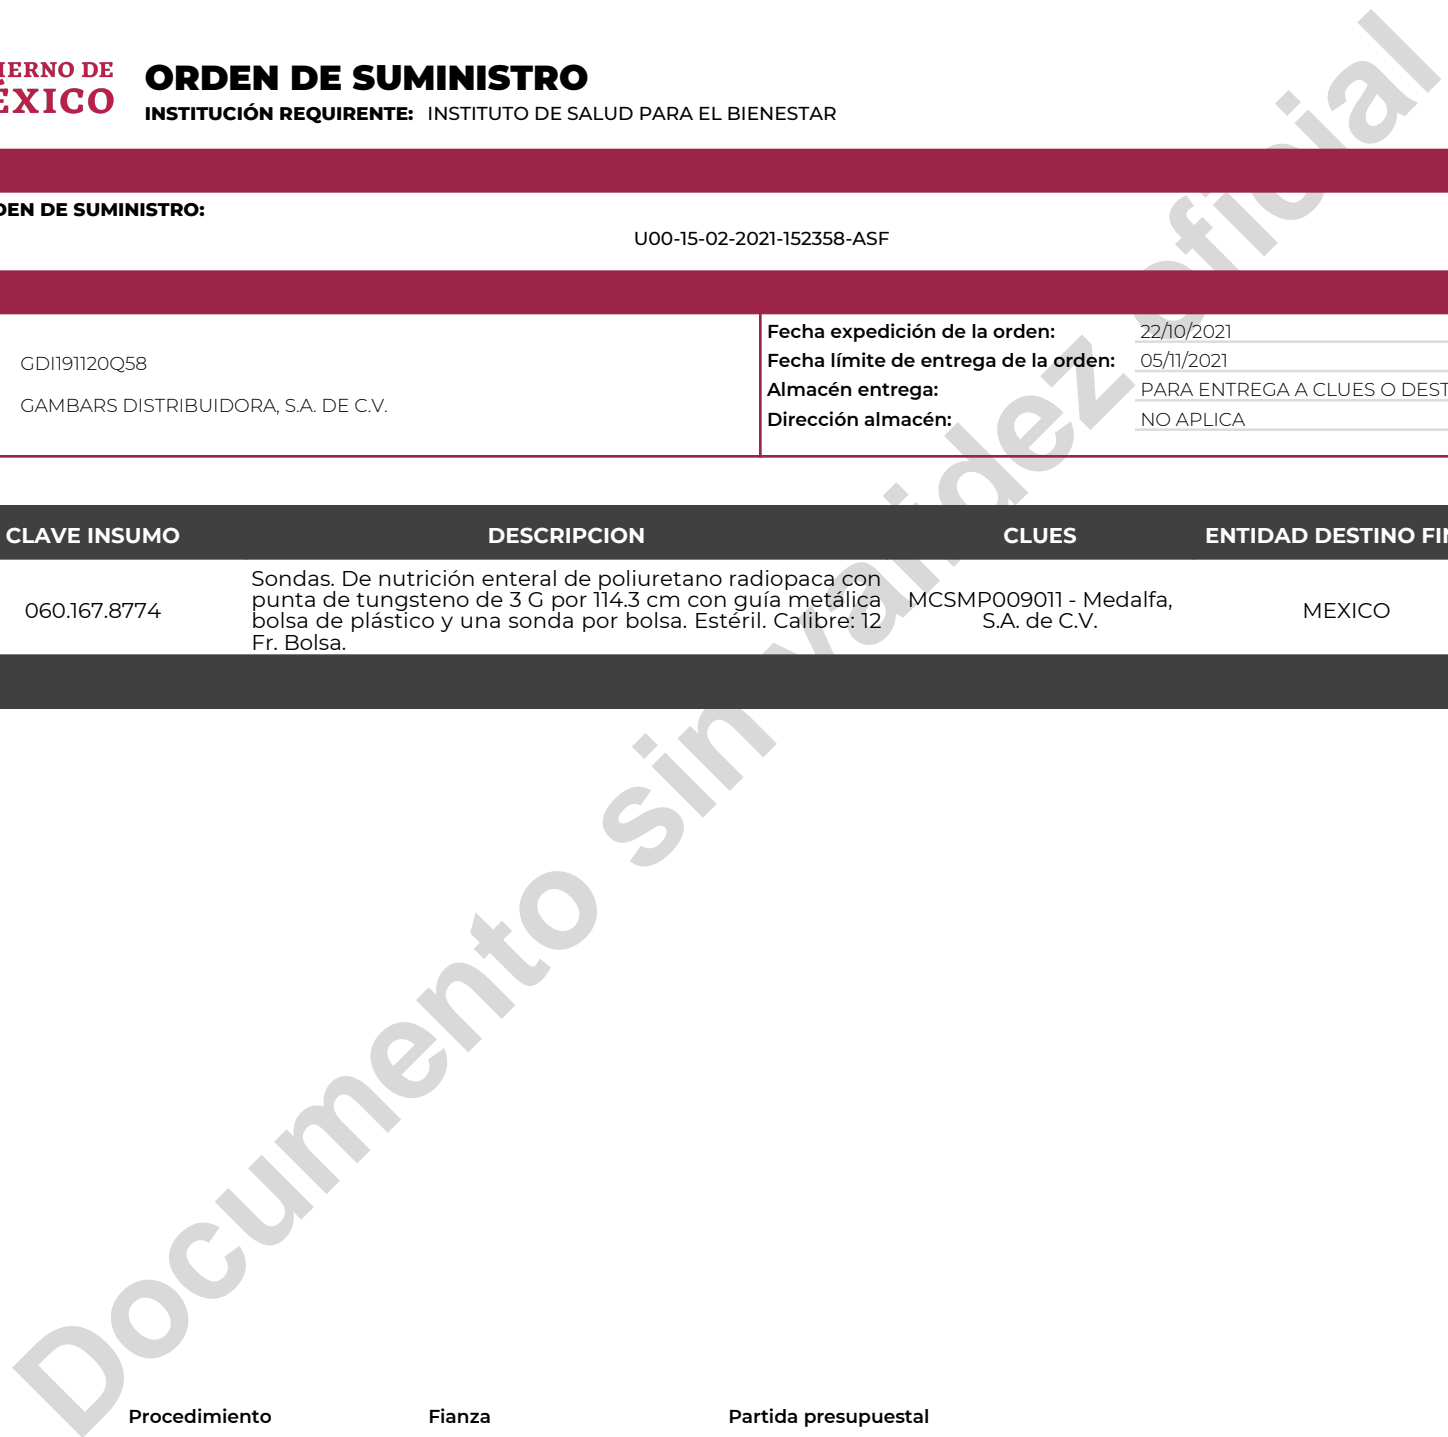 IERNO DE
ÉXICO
ORDEN DE SUMINISTRO
INSTITUCIÓN REQUIRENTE: INSTITUTO DE SALUD PARA EL BIENESTAR
DEN DE SUMINISTRO:
U00-15-02-2021-152358-ASF
GDI191120Q58
GAMBARS DISTRIBUIDORA, S.A. DE C.V.
Fecha expedición de la orden: 22/10/2021
Fecha límite de entrega de la orden: 05/11/2021
Almacén entrega: PARA ENTREGA A CLUES O DEST
Dirección almacén: NO APLICA
CLAVE INSUMO DESCRIPCION CLUES ENTIDAD DESTINO FIN
060.167.8774
Sondas. De nutrición enteral de poliuretano radiopaca con
punta de tungsteno de 3 G por 114.3 cm con guía metálica
bolsa de plástico y una sonda por bolsa. Estéril. Calibre: 12
Fr. Bolsa.
MCSMP009011 - Medalfa,
S.A. de C.V.
MEXICO
Documento sin validez oficial
Procedimiento Fianza Partida presupuestal